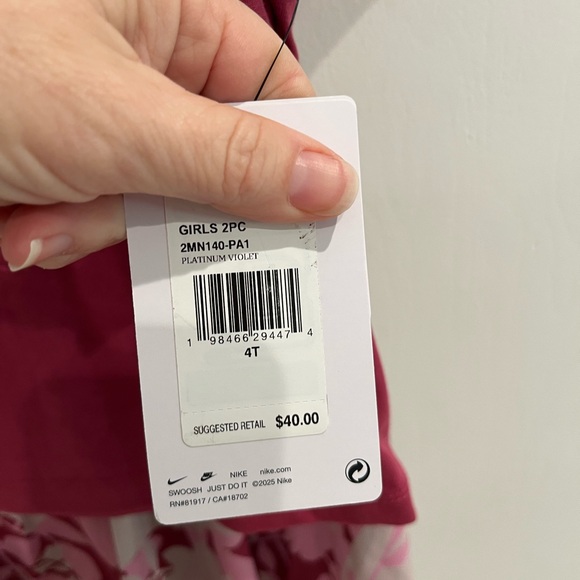 GIRLS 2PC
2MN140-PA1
PLATINUM VIOLET
1 98466 29447 4
4T
SUGGESTED RETAIL $40.00
NIKE nike.com
SWOOSH JUST DO IT ©2025 Nike
RN#81917 / CA#18702